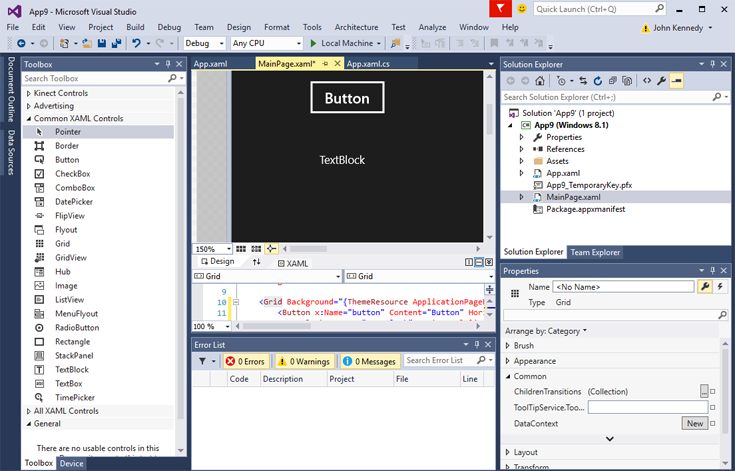 App9 - Microsoft Visual Studio
Quick Launch (Ctrl+Q)
File Edit View Project Build Debug Team Design Format Tools Architecture Test Analyze Window Help
John Kennedy
Debug Any CPU Local Machine
Document Outline
Data Sources
Toolbox
Search Toolbox
Kinect Controls
Advertising
Common XAML Controls
Pointer
Border
Button
CheckBox
ComboBox
DatePicker
FlipView
Flyout
Grid
GridView
Hub
Image
ListView
MenuFlyout
RadioButton
Rectangle
StackPanel
TextBlock
TextBox
TimePicker
All XAML Controls
General
There are no usable controls in this
Toolbox Device
App.xaml MainPage.xaml* App.xaml.cs
Button
TextBlock
150%
Design XAML
Grid Grid
9
10 <Grid Background="{ThemeResource ApplicationPageB
11 <Button x:Name="button" Content="Button" Hori
100 %
Error List
0 Errors 0 Warnings 0 Messages Search Error List
Code Description Project File Line
Solution Explorer
Search Solution Explorer (Ctrl+;)
Solution 'App9' (1 project)
App9 (Windows 8.1)
Properties
References
Assets
App.xaml
App9_TemporaryKey.pfx
MainPage.xaml
Package.appxmanifest
Solution Explorer Team Explorer
Properties
Name <No Name>
Type Grid
Arrange by: Category
Brush
Appearance
Common
ChildrenTransitions (Collection) ...
ToolTipService.Too...
DataContext New
Layout
Transform